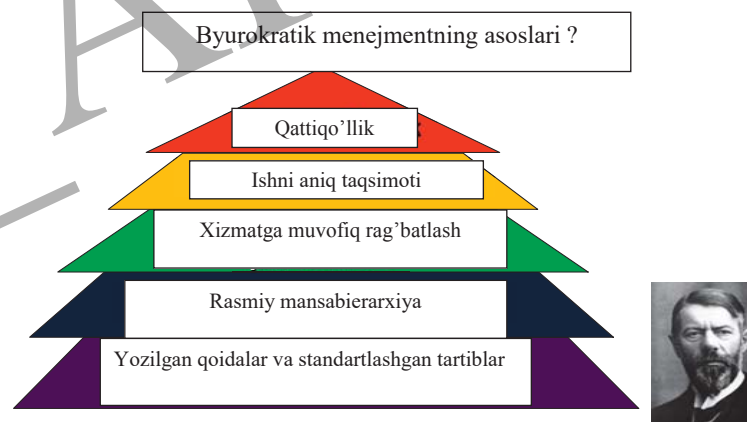 Byurokratik menejmentning asoslari ?
Qattiqo’llik
Ishni aniq taqsimoti
Xizmatga muvofiq rag’batlash
Rasmiy mansabierarxiya
Yozilgan qoidalar va standartlashgan tartiblar